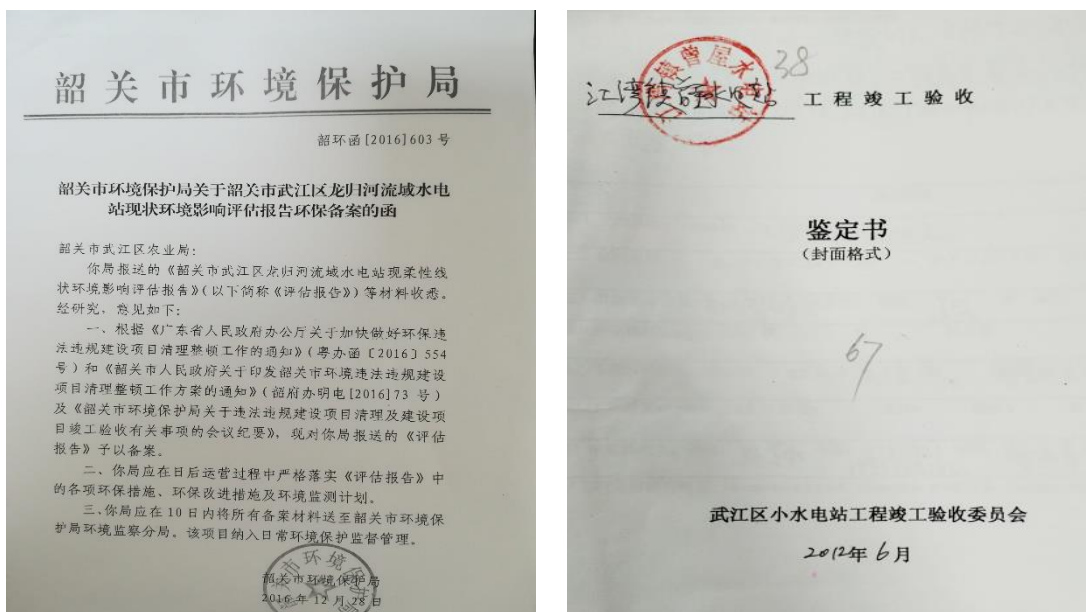 韶关市环境保护局
韶环函[2016]603 号
韶关市环境保护局关于韶关市武江区龙归河流域水电
站现状环境影响评估报告环保备案的函
韶关市武江区农业局：
你局报送的《韶关市武江区龙归河流域水电站现柔性线
状环境影响评估报告》(以下简称《评估报告》)等材料收悉。
经研究，意见如下：
一、根据《广东省人民政府办公厅关于加快做好环保违
法违规建设项目清理整顿工作的通知》(粤办函〔2016〕554
号)和《韶关市人民政府关于印发韶关市环境违法违规建设
项目清理整顿工作方案的通知》(韶府办明电[2016]73 号)
及《韶关市环境保护局关于违法违规建设项目清理及建设项
目竣工验收有关事项的会议纪要》，现对你局报送的《评估
报告》予以备案。
二、你局应在日后运营过程中严格落实《评估报告》中
的各项环保措施、环保改进措施及环境监测计划。
三、你局应在 10 日内将所有备案材料送至韶关市环境保
护局环境监察分局。该项目纳入日常环境保护监督管理。
韶关市环境保护局
2016 年 12 月 28 日
38
江湾镇曾屋水电站 工程竣工验收
鉴定书
（封面格式）
67
武江区小水电站工程竣工验收委员会
2012年 6 月